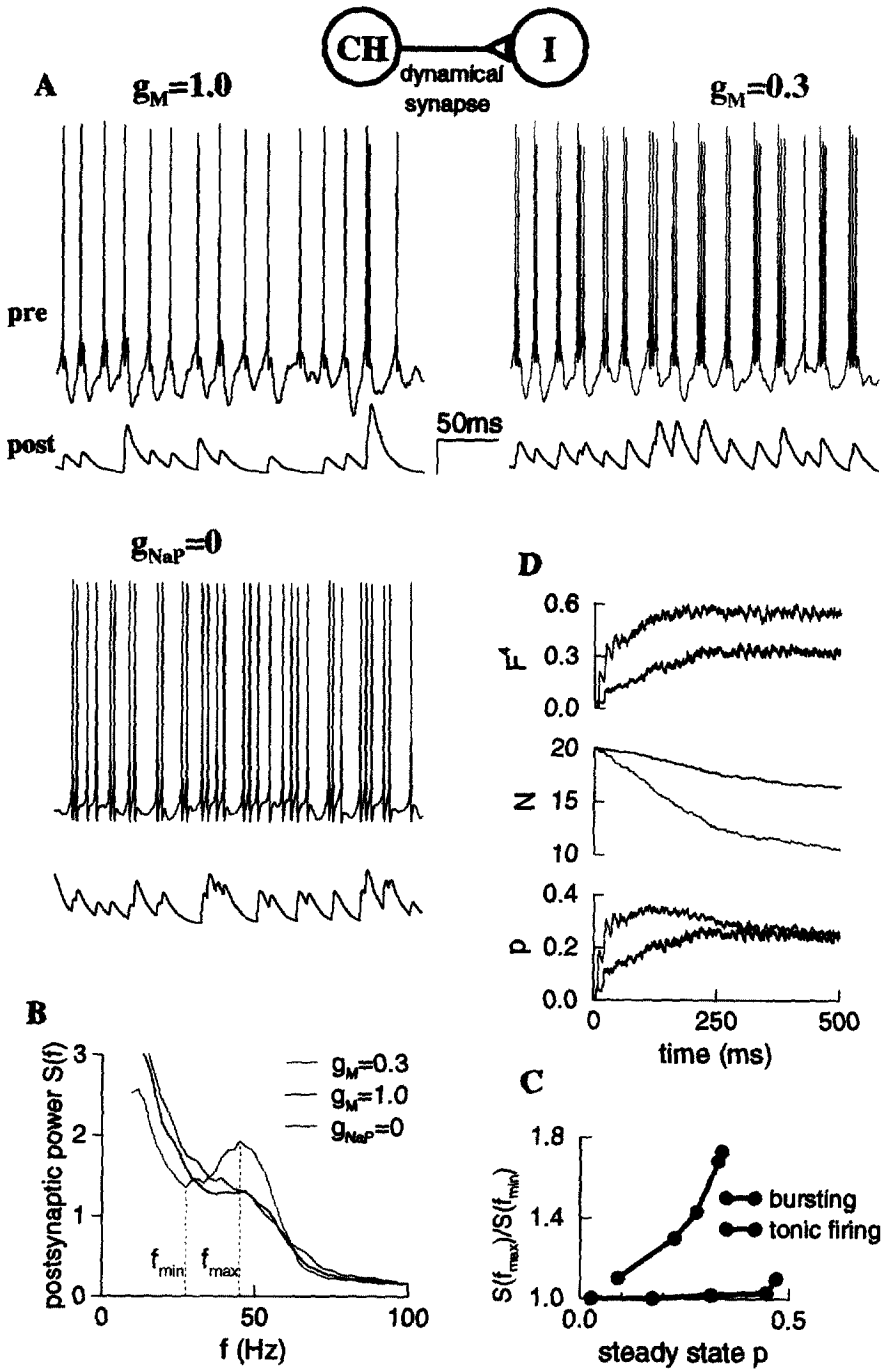 CH
I
dynamical
synapse
A
g_M=1.0
g_M=0.3
pre
post
50ms
g_NaP=0
D
F^4
0.6
0.3
0.0
N
20
15
10
p
0.4
0.2
0.0
0
250
500
time (ms)
B
postsynaptic power S(f)
3
2
1
0
g_M=0.3
g_M=1.0
g_NaP=0
f_min
f_max
0
50
100
f (Hz)
C
S(f_max)/S(f_min)
1.8
1.4
1.0
bursting
tonic firing
0.0
0.5
steady state p